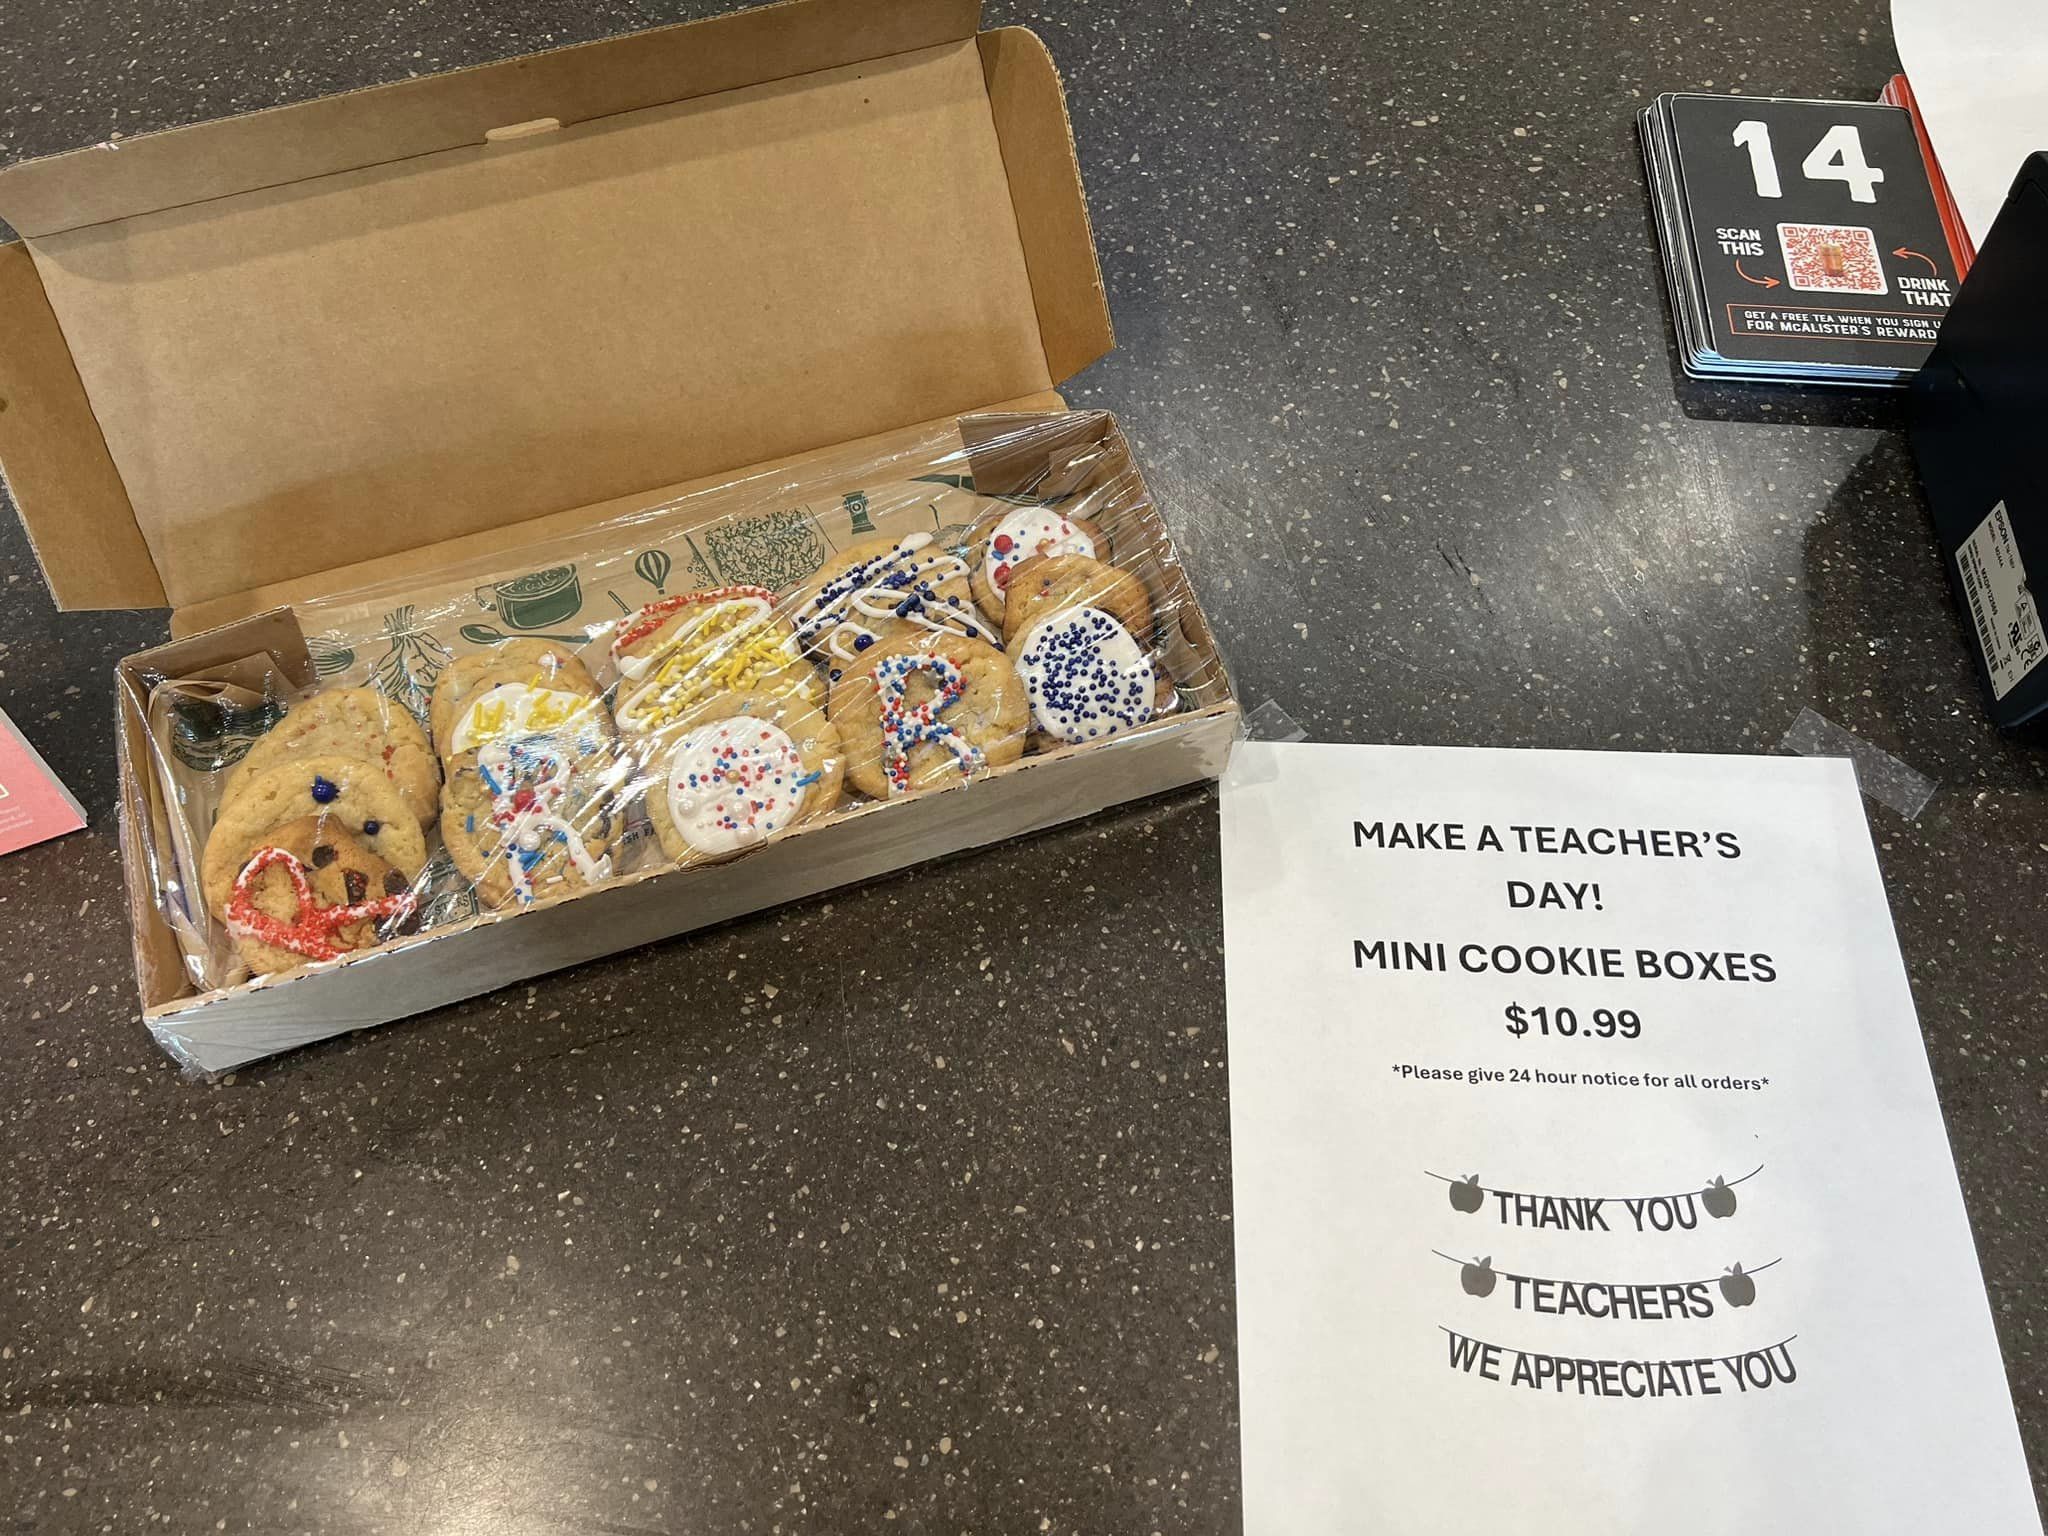 14
SCAN
THIS
DRINK
THAT
GET A FREE TEA WHEN YOU SIGN
FOR McALISTER'S REWARD
EPSON
R
R
MAKE A TEACHER'S
DAY!
MINI COOKIE BOXES
$10.99
*Please give 24 hour notice for all orders*
THANK YOU
TEACHERS
WE APPRECIATE YOU